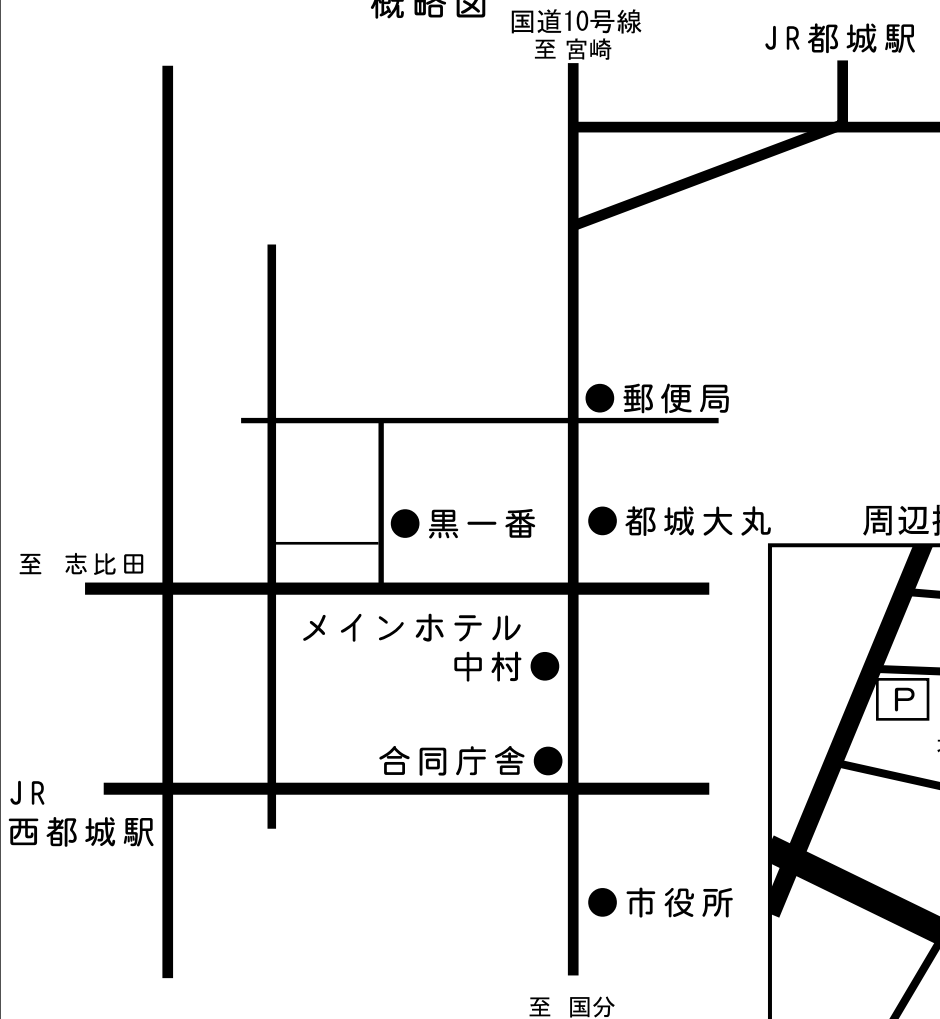 概略図
国道10号線
至 宮崎
JR都城駅
郵便局
黒一番
都城大丸
周辺
至 志比田
メインホテル
中村
P
合同庁舎
JR
西都城駅
市役所
至 国分